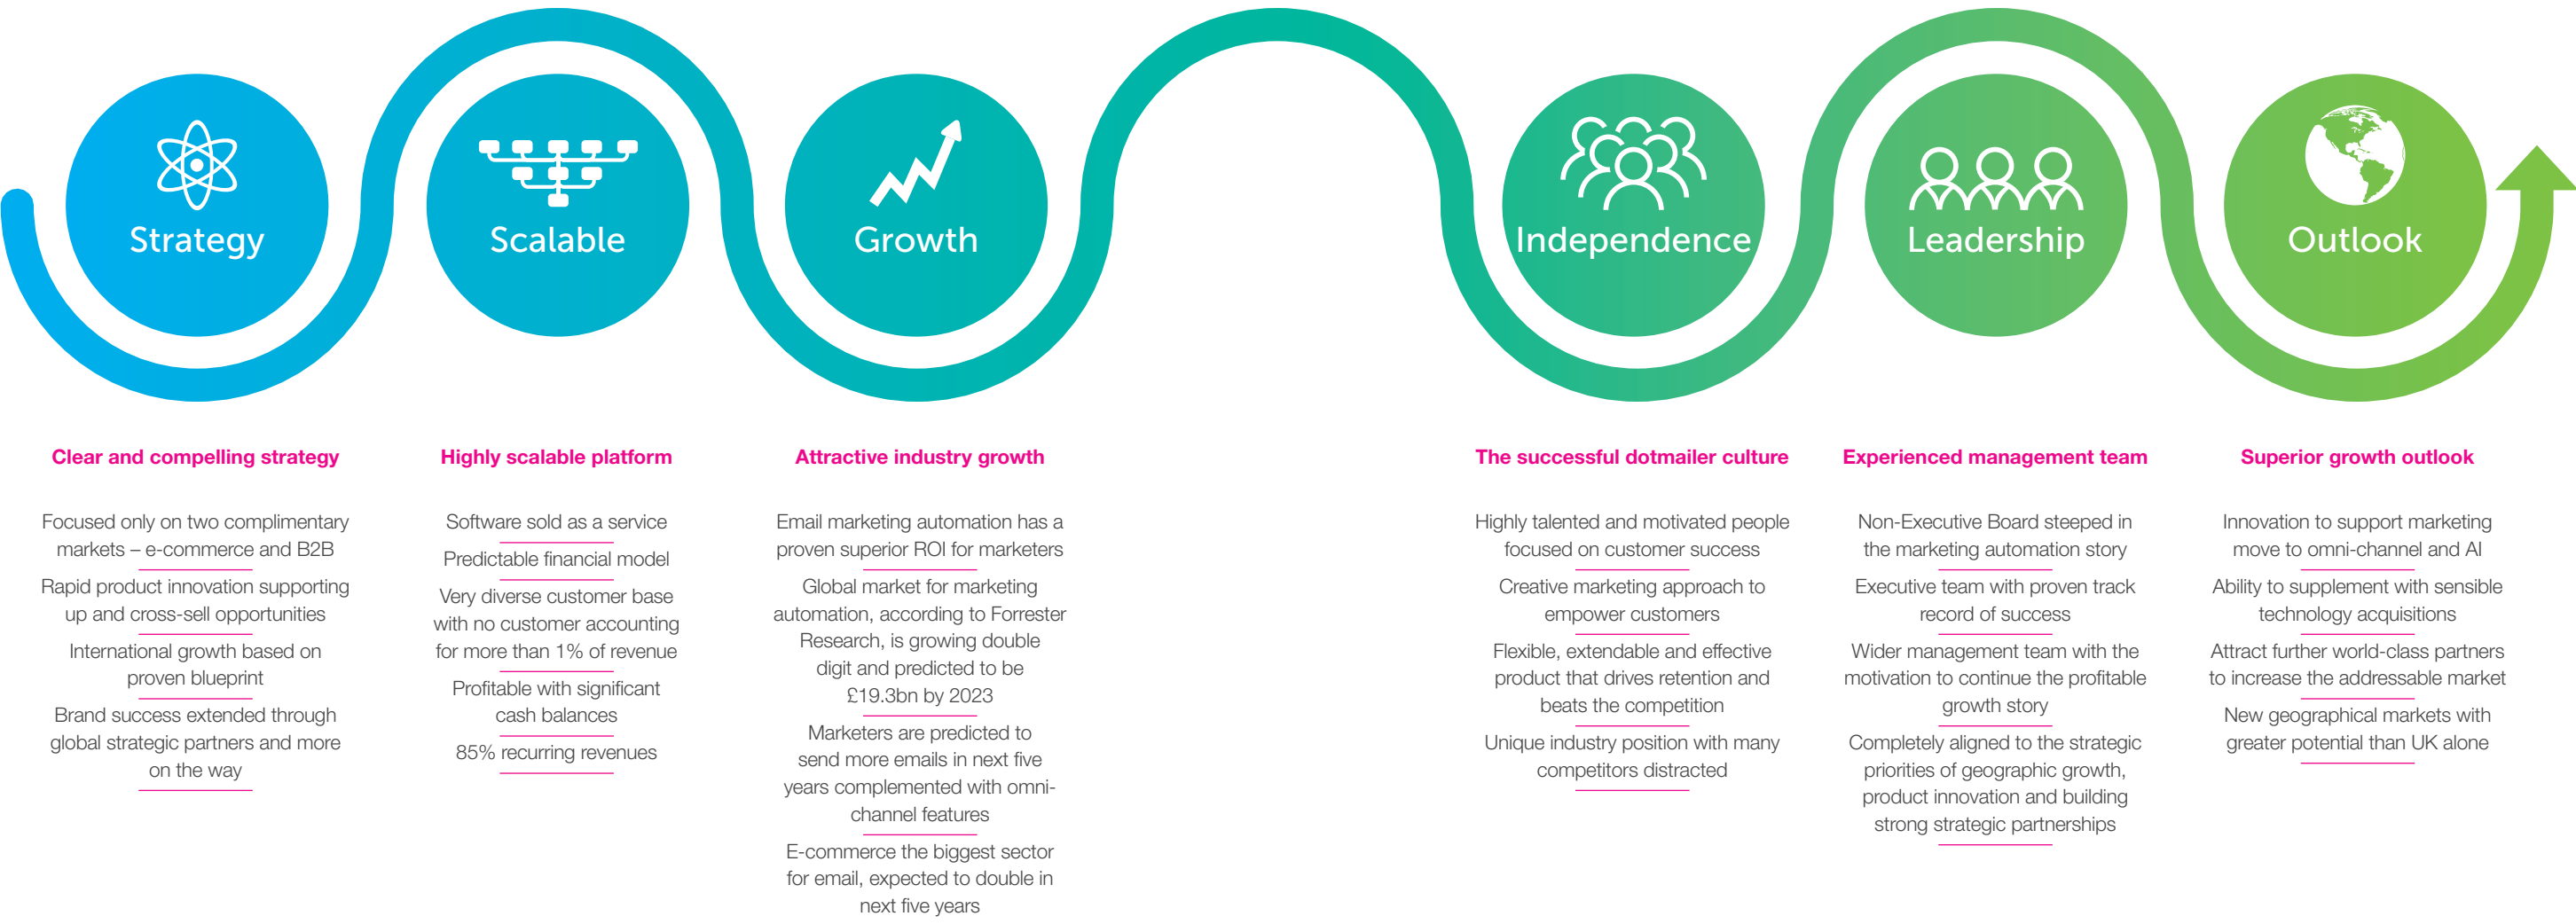 Strategy
Scalable
Growth
Independence
Leadership
Outlook
Clear and compelling strategy
Focused only on two complimentary
markets – e-commerce and B2B
Rapid product innovation supporting
up and cross-sell opportunities
International growth based on
proven blueprint
Brand success extended through
global strategic partners and more
on the way
Highly scalable platform
Software sold as a service
Predictable financial model
Very diverse customer base
with no customer accounting
for more than 1% of revenue
Profitable with significant
cash balances
85% recurring revenues
Attractive industry growth
Email marketing automation has a
proven superior ROI for marketers
Global market for marketing
automation, according to Forrester
Research, is growing double
digit and predicted to be
£19.3bn by 2023
Marketers are predicted to
send more emails in next five
years complemented with omni-
channel features
E-commerce the biggest sector
for email, expected to double in
next five years
The successful dotmailer culture
Highly talented and motivated people
focused on customer success
Creative marketing approach to
empower customers
Flexible, extendable and effective
product that drives retention and
beats the competition
Unique industry position with many
competitors distracted
Experienced management team
Non-Executive Board steeped in
the marketing automation story
Executive team with proven track
record of success
Wider management team with the
motivation to continue the profitable
growth story
Completely aligned to the strategic
priorities of geographic growth,
product innovation and building
strong strategic partnerships
Superior growth outlook
Innovation to support marketing
move to omni-channel and AI
Ability to supplement with sensible
technology acquisitions
Attract further world-class partners
to increase the addressable market
New geographical markets with
greater potential than UK alone